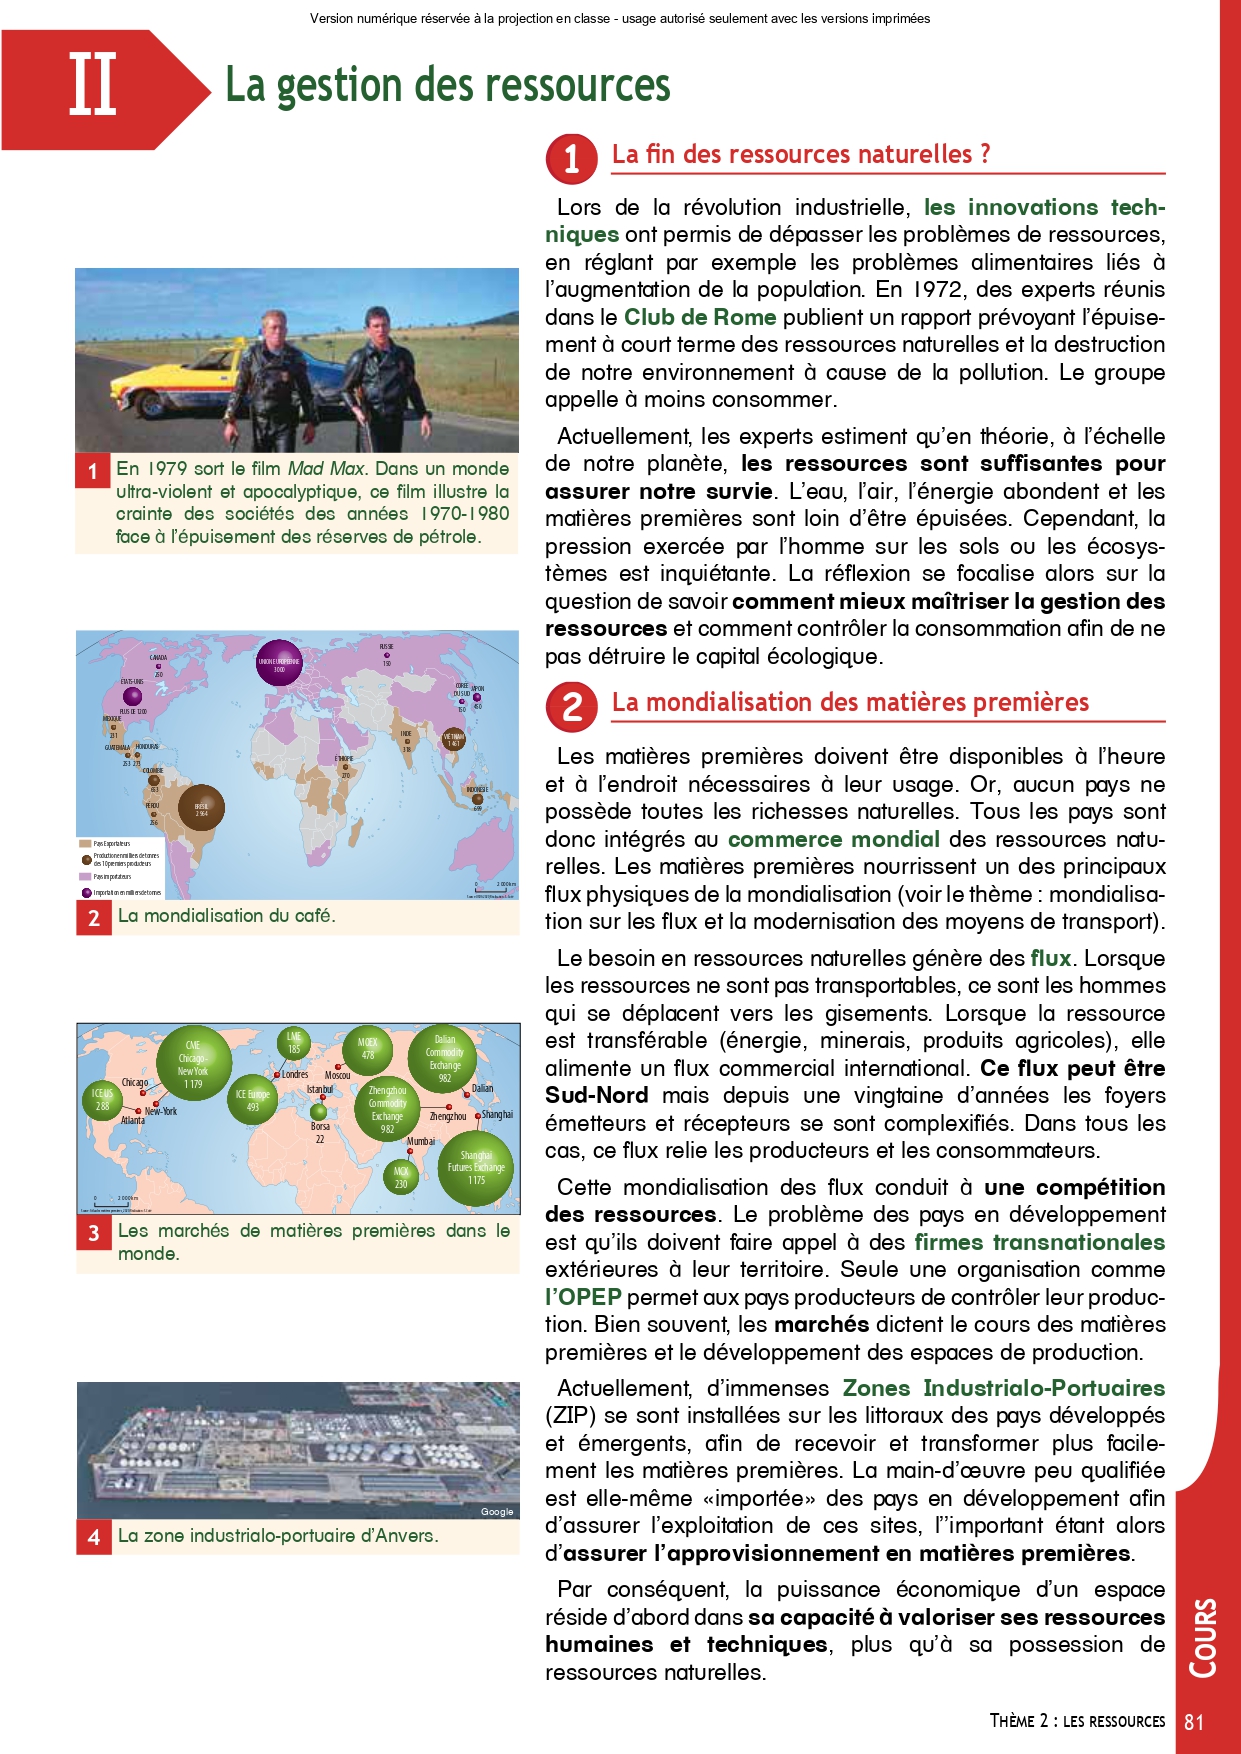 Version numérique réservée à la projection en classe - usage autorisé seulement avec les versions imprimées
II
La gestion des ressources
1 La fin des ressources naturelles ?
Lors de la révolution industrielle, les innovations tech-
niques ont permis de dépasser les problèmes de ressources,
en réglant par exemple les problèmes alimentaires liés à
l'augmentation de la population. En 1972, des experts réunis
dans le Club de Rome publient un rapport prévoyant l'épuise-
ment à court terme des ressources naturelles et la destruction
de notre environnement à cause de la pollution. Le groupe
appelle à moins consommer.
Actuellement, les experts estiment qu'en théorie, à l'échelle
de notre planète, les ressources sont suffisantes pour
assurer notre survie. L'eau, l'air, l'énergie abondent et les
matières premières sont loin d'être épuisées. Cependant, la
pression exercée par l'homme sur les sols ou les écosys-
tèmes est inquiétante. La réflexion se focalise alors sur la
question de savoir comment mieux maîtriser la gestion des
ressources et comment contrôler la consommation afin de ne
pas détruire le capital écologique.
2 La mondialisation des matières premières
Les matières premières doivent être disponibles à l'heure
et à l'endroit nécessaires à leur usage. Or, aucun pays ne
possède toutes les richesses naturelles. Tous les pays sont
donc intégrés au commerce mondial des ressources natu-
relles. Les matières premières nourrissent un des principaux
flux physiques de la mondialisation (voir le thème : mondialisa-
tion sur les flux et la modernisation des moyens de transport).
Le besoin en ressources naturelles génère des flux. Lorsque
les ressources ne sont pas transportables, ce sont les hommes
qui se déplacent vers les gisements. Lorsque la ressource
est transférable (énergie, minerais, produits agricoles), elle
alimente un flux commercial international. Ce flux peut être
Sud-Nord mais depuis une vingtaine d'années les foyers
émetteurs et récepteurs se sont complexifiés. Dans tous les
cas, ce flux relie les producteurs et les consommateurs.
Cette mondialisation des flux conduit à une compétition
des ressources. Le problème des pays en développement
est qu'ils doivent faire appel à des firmes transnationales
extérieures à leur territoire. Seule une organisation comme
l'OPEP permet aux pays producteurs de contrôler leur produc-
tion. Bien souvent, les marchés dictent le cours des matières
premières et le développement des espaces de production.
Actuellement, d'immenses Zones Industrialo-Portuaires
(ZIP) se sont installées sur les littoraux des pays développés
et émergents, afin de recevoir et transformer plus facile-
ment les matières premières. La main-d'œuvre peu qualifiée
est elle-même «importée» des pays en développement afin
d'assurer l'exploitation de ces sites, l''important étant alors
d'assurer l'approvisionnement en matières premières.
Par conséquent, la puissance économique d'un espace
réside d'abord dans sa capacité à valoriser ses ressources
humaines et techniques, plus qu'à sa possession de
ressources naturelles.
1 En 1979 sort le film Mad Max. Dans un monde
ultra-violent et apocalyptique, ce film illustre la
crainte des sociétés des années 1970-1980
face à l'épuisement des réserves de pétrole.
CANADA
250
ÉTATS-UNIS
PLUS DE 1200
MEXIQUE
231
GUATEMALA
253
HONDURAS
273
COLOMBIE
653
PÉROU
256
BRÉSIL
2 964
UNION EUROPÉENNE
3000
RUSSIE
150
CORÉE
DU SUD
150
JAPON
450
INDE
318
VIÊTNAM
1 461
ÉTHIOPIE
270
INDONÉSIE
699
Pays Exportateurs
Production en milliers de tonnes
des 10 premiers producteurs
Pays importateurs
Importation en milliers de tonnes
0 2 000 km
2 La mondialisation du café.
CME
Chicago-
New York
1 179
LME
185
MOEX
478
Dalian
Commodity
Exchange
982
ICE US
288
Chicago
New-York
Atlanta
ICE Europe
493
Londres
Moscou
Istanbul
Borsa
22
Zhengzhou
Commodity
Exchange
982
Dalian
Zhengzhou
Shanghai
Mumbai
MCX
230
Shanghai
Futures Exchange
1 175
0 2 000 km
3 Les marchés de matières premières dans le
monde.
Google
4 La zone industrialo-portuaire d'Anvers.
COURS
THÈME 2 : LES RESSOURCES 81